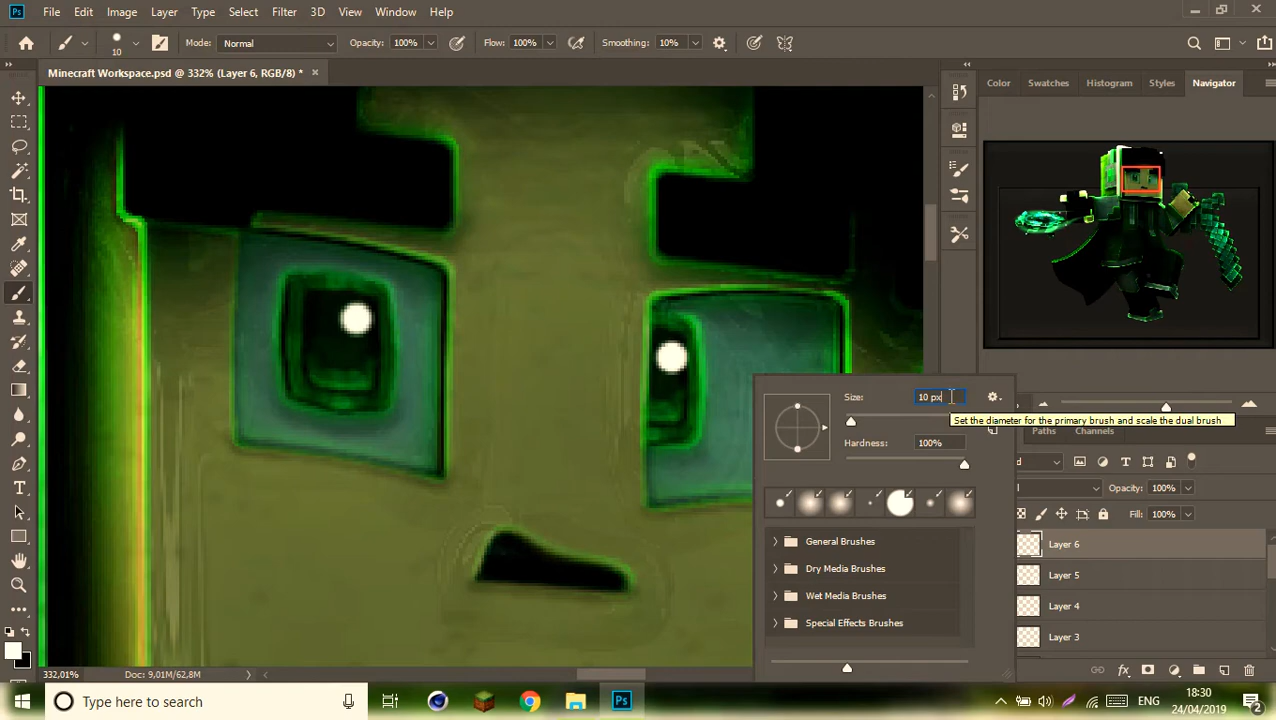 Ps File Edit Image Layer Type Select Filter 3D View Window Help
10 Mode: Normal Opacity: 100% Flow: 100% Smoothing: 10%
Minecraft Workspace.psd @ 332% (Layer 6, RGB/8) * ×
Color Swatches Histogram Styles Navigator
Size: 10 px
Set the diameter for the primary brush and scale the dual brush
Hardness: 100%
Paths Channels
Opacity: 100%
Fill: 100%
General Brushes
Dry Media Brushes
Wet Media Brushes
Special Effects Brushes
Layer 6
Layer 5
Layer 4
Layer 3
332,01% Doc: 9,01M/62,8M
Type here to search
Ps
ENG
18:30
24/04/2019
2